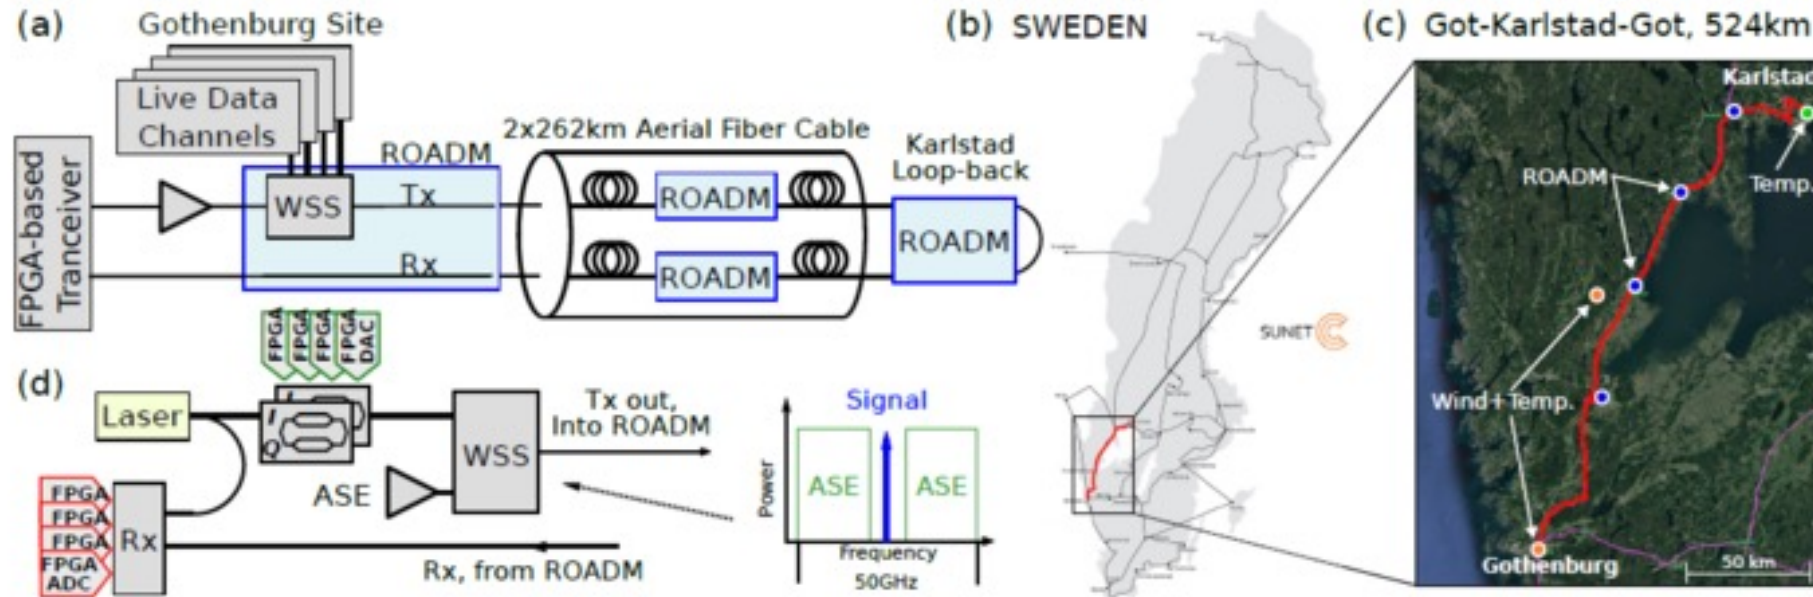 (a)
Gothenburg Site
Live Data
Channels
FPGA-based
Tranceiver
ROADM
WSS
Tx
Rx
2x262km Aerial Fiber Cable
ROADM
ROADM
Karlstad
Loop-back
ROADM
(b) SWEDEN
SUNET
(c) Got-Karlstad-Got, 524km
Karlstad
ROADM
Temp.
Wind+Temp.
Gothenburg
50 km
(d)
FPGA
FPGA
FPGA
FPGA
DAC
Laser
I
Q
WSS
ASE
Tx out,
Into ROADM
FPGA
FPGA
FPGA
FPGA
ADC
Rx
Rx, from ROADM
Signal
Power
ASE
ASE
Frequency
50GHz